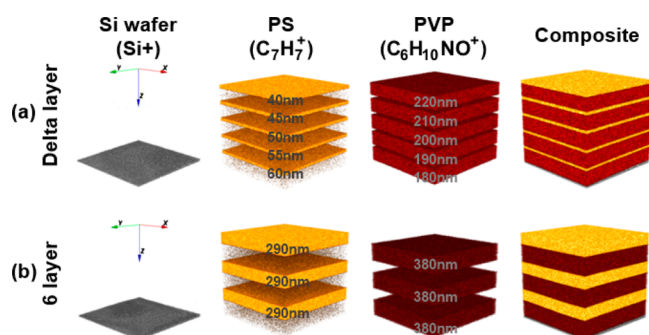 Si wafer
(Si+)
PS
(C₇H₇⁺)
PVP
(C₆H₁₀NO⁺)
Composite
(a)
Delta layer
Y
X
Z
40nm
45nm
50nm
55nm
60nm
220nm
210nm
200nm
190nm
180nm
(b)
6 layer
Y
X
Z
290nm
290nm
290nm
380nm
380nm
380nm